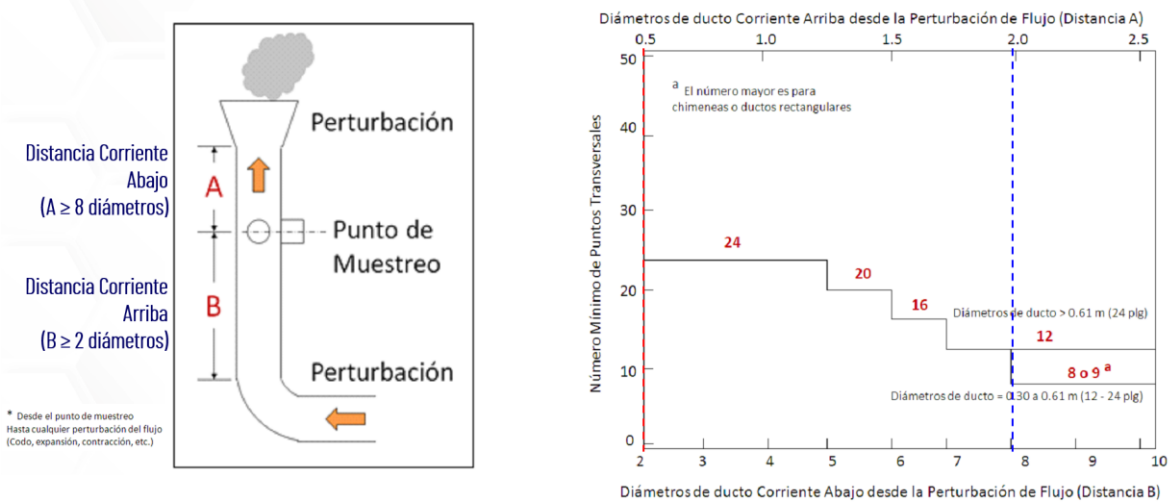 Distancia Corriente
Abajo
(A ≥ 8 diámetros)
Distancia Corriente
Arriba
(B ≥ 2 diámetros)
* Desde el punto de muestreo
Hasta cualquier perturbación del flujo
(Codo, expansión, contracción, etc.)
Perturbación
A
Punto de
Muestreo
B
Perturbación
Diámetros de ducto Corriente Arriba desde la Perturbación de Flujo (Distancia A)
0.5 1.0 1.5 2.0 2.5
Número Mínimo de Puntos Transversales
50
40
30
20
10
0
a El número mayor es para
chimeneas o ductos rectangulares
24
20
16
Diámetros de ducto > 0.61 m (24 plg)
12
8 o 9 a
Diámetros de ducto = 0.30 a 0.61 m (12 - 24 plg)
2 3 4 5 6 7 8 9 10
Diámetros de ducto Corriente Abajo desde la Perturbación de Flujo (Distancia B)